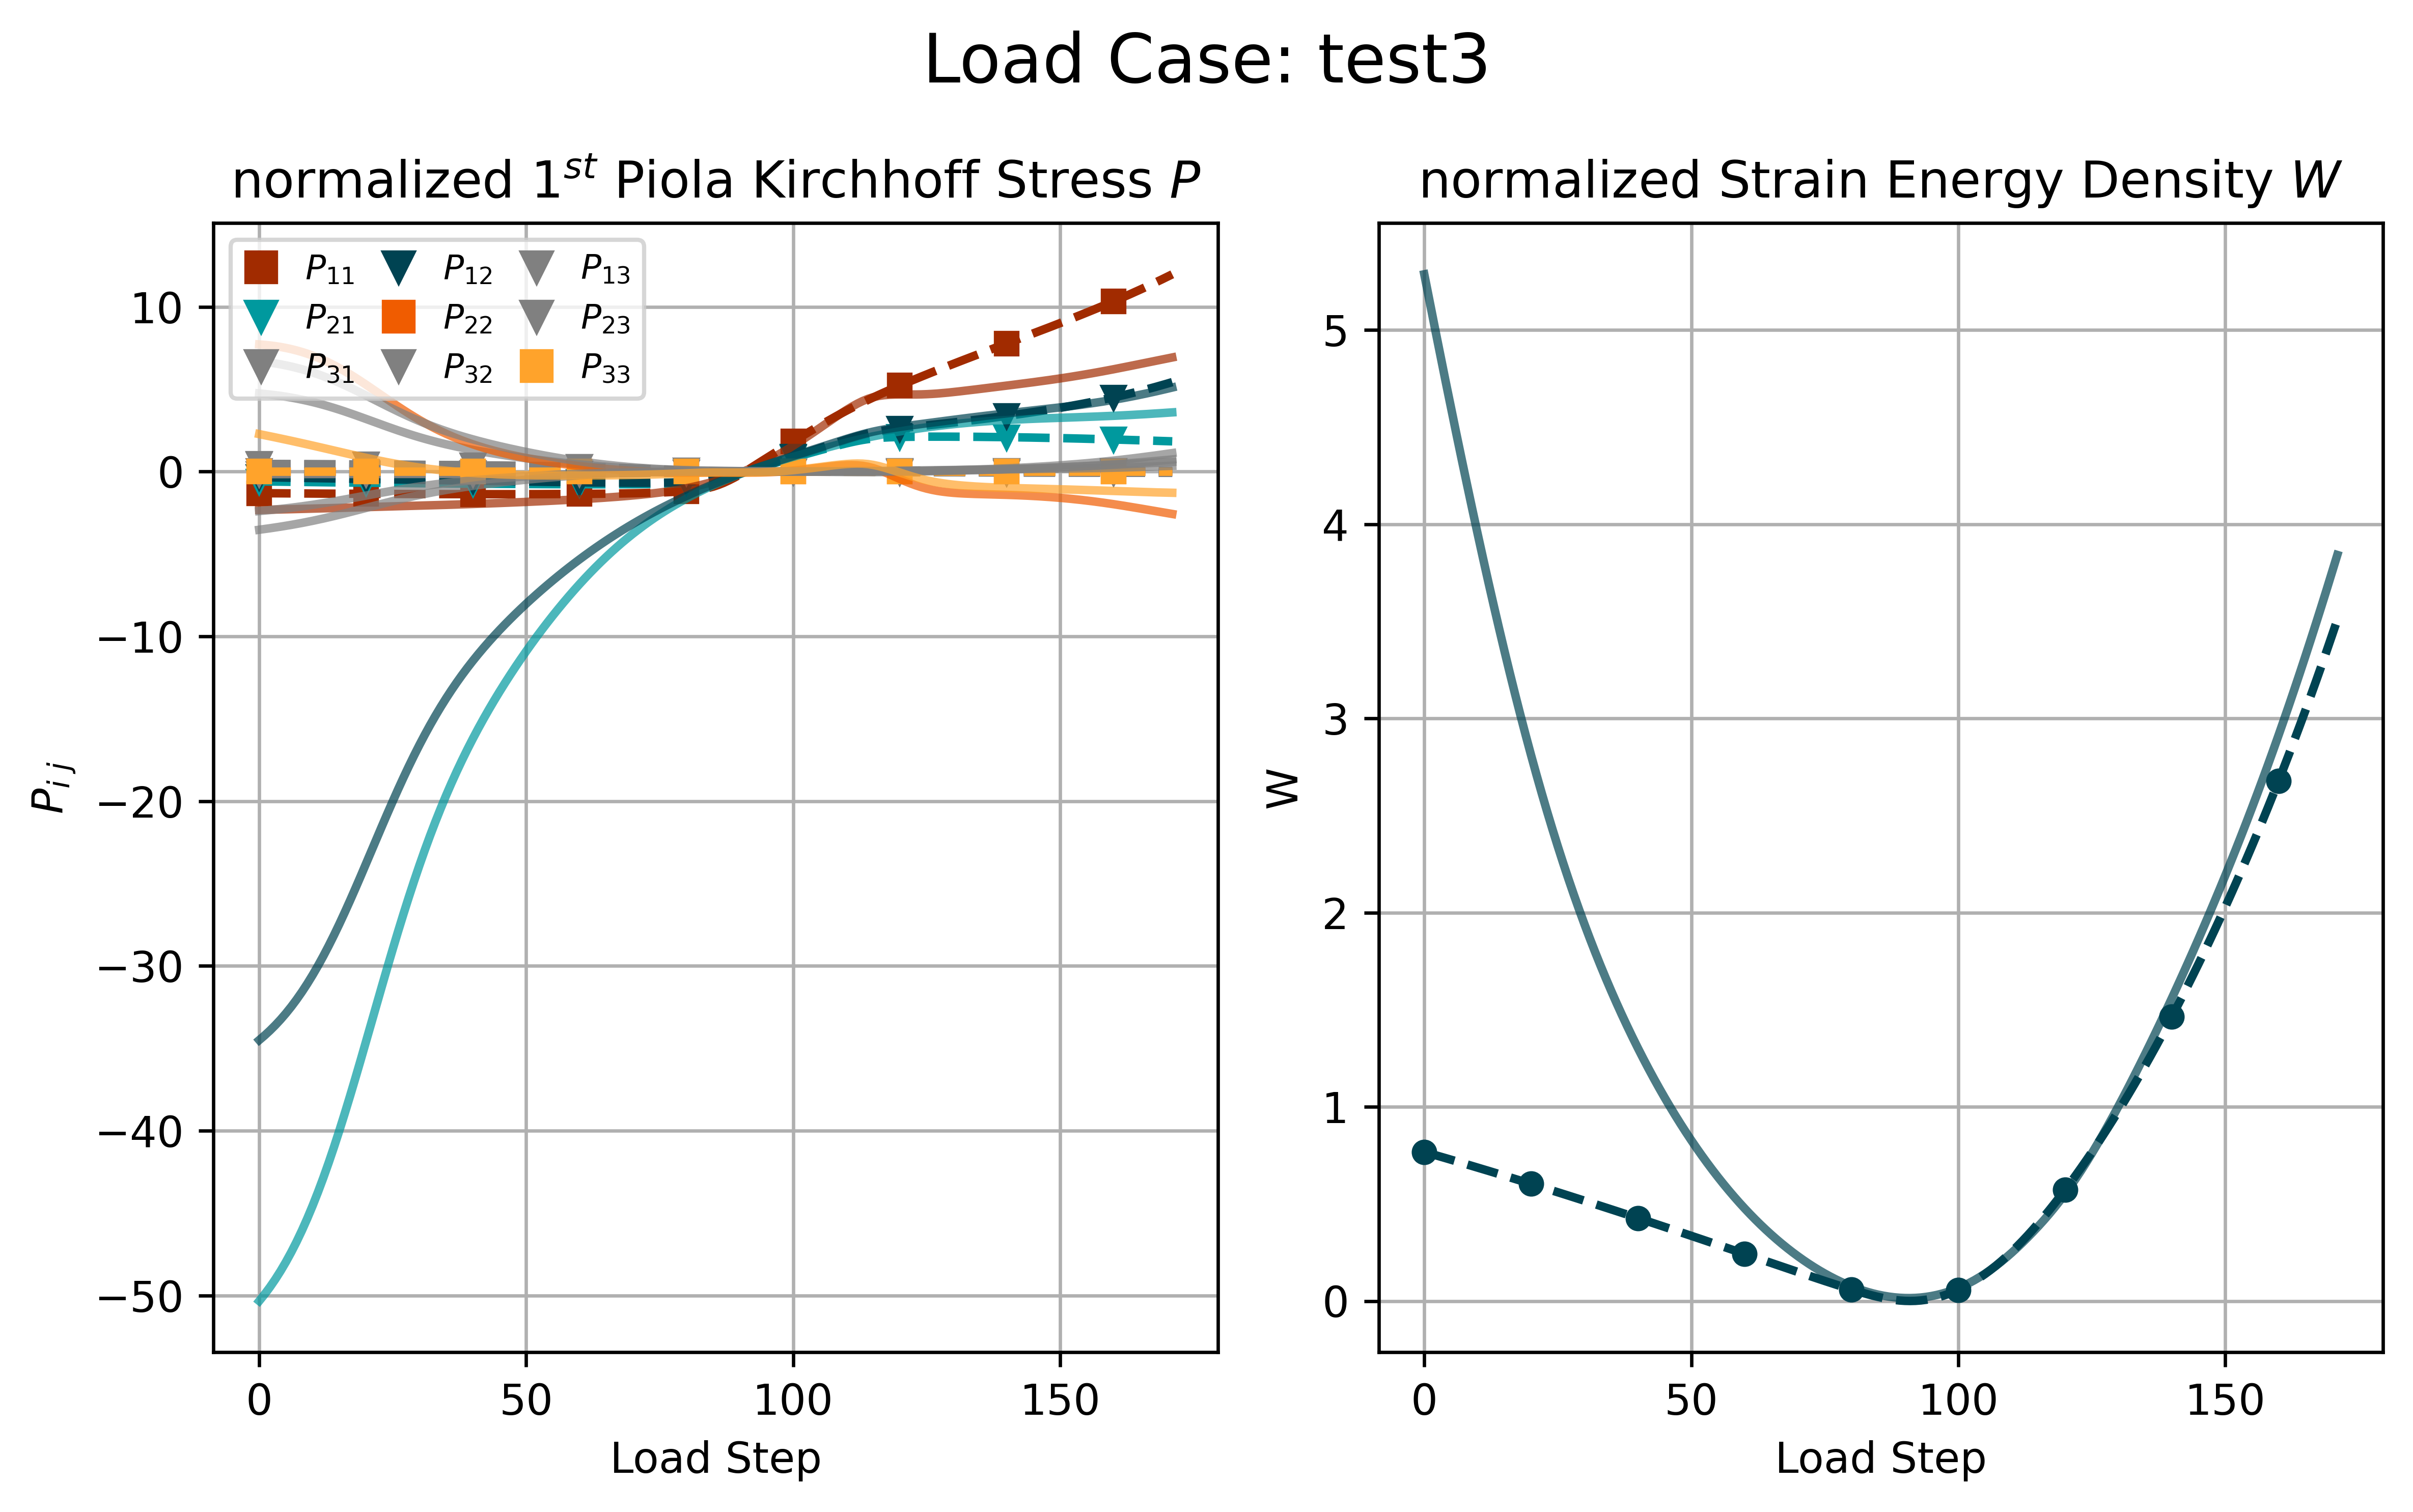 Load Case: test3
normalized 1st Piola Kirchhoff Stress P
P11 P12 P13
P21 P22 P23
P31 P32 P33
10
0
−10
−20
−30
−40
−50
Pi j
0 50 100 150
Load Step
normalized Strain Energy Density W
5
4
3
2
1
0
W
0 50 100 150
Load Step